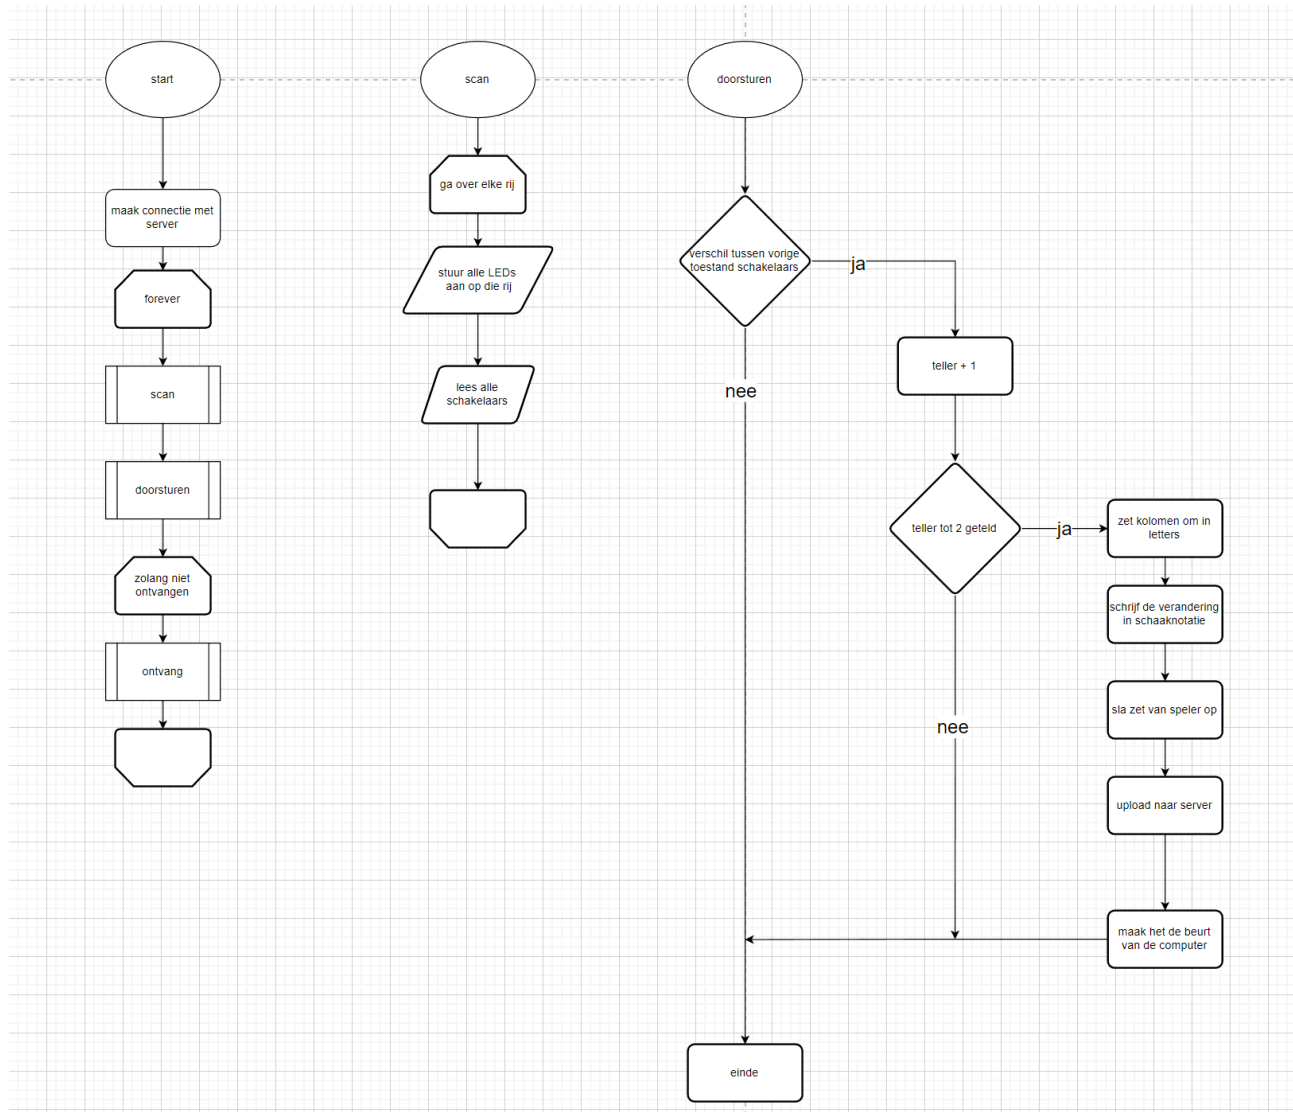 start
maak connectie met
server
forever
scan
doorsturen
zolang niet
ontvangen
ontvang
scan
ga over elke rij
stuur alle LEDs
aan op die rij
lees alle
schakelaars
doorsturen
verschil tussen vorige
toestand schakelaars
ja
nee
teller + 1
teller tot 2 geteld
ja
nee
zet kolomen om in
letters
schrijf de verandering
in schaaknotatie
sla zet van speler op
upload naar server
maak het de beurt
van de computer
einde